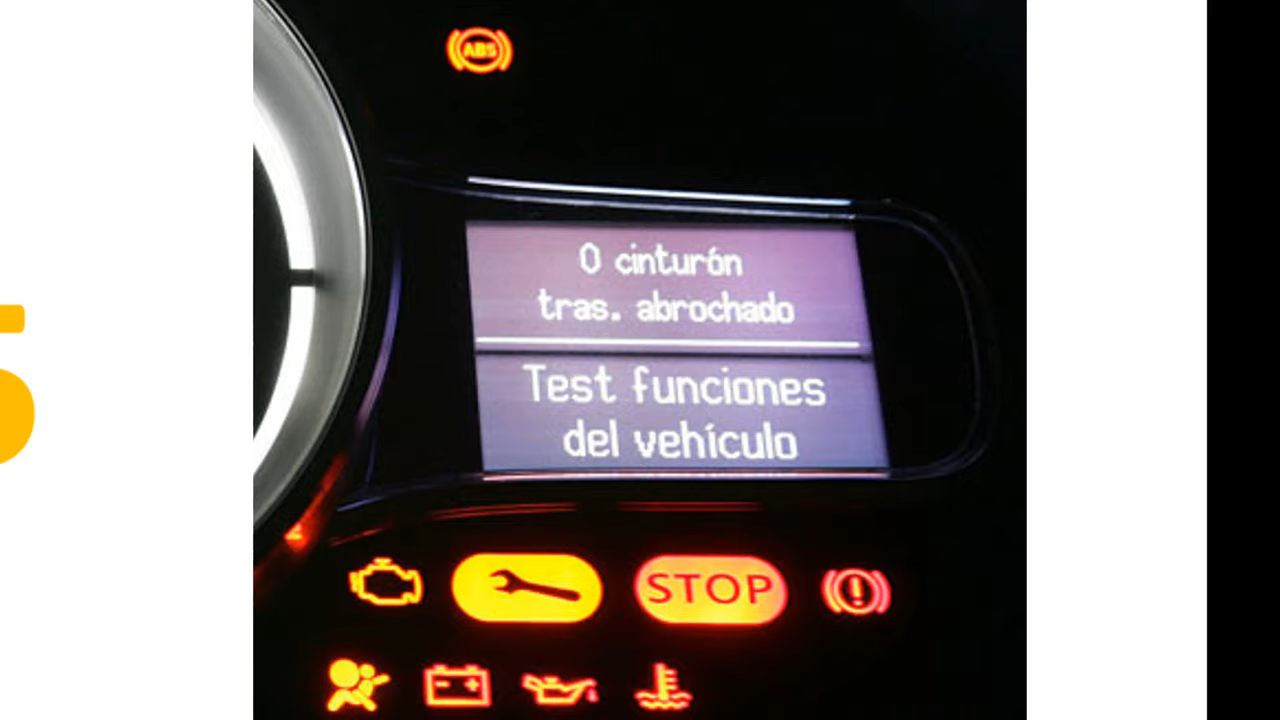 ABS
0 cinturón
tras. abrochado
Test funciones
del vehículo
STOP